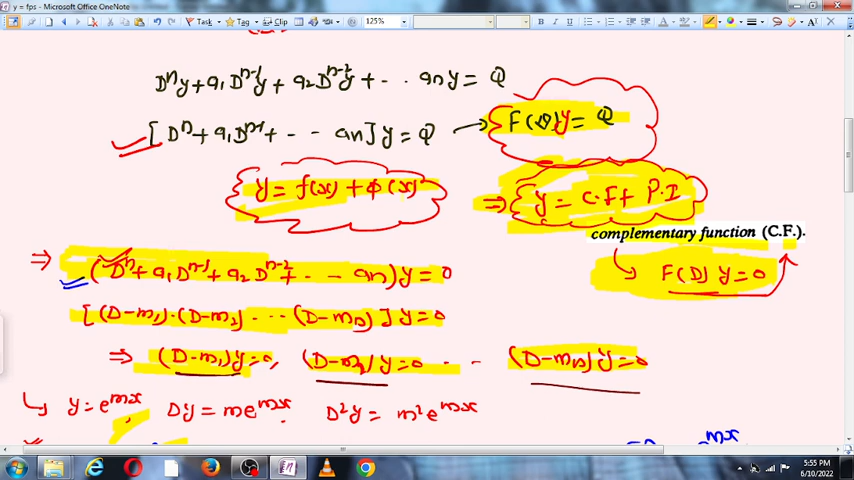 y = fps - Microsoft Office OneNote
Task
Tag
Clip
125%
B I U
Dⁿy + a₁Dⁿ⁻¹y + a₂Dⁿ⁻²y + - - any = Q
[Dⁿ + a₁Dⁿ⁻¹ + - - - an] y = Q → F(D)y = Q
y = f(x) + φ(x) ⇒ y = C.F + P.I
complementary function (C.F.).
F(D) y = 0
⇒ (Dⁿ + a₁Dⁿ⁻¹ + a₂Dⁿ⁻² + - - - an) y = 0
[(D-m₁)·(D-m₂) - - - (D-mn)] y = 0
⇒ (D-m₁)y = 0, (D-m₂)y = 0 - - - (D-mn)y = 0
y = eᵐˣ Dy = meᵐˣ D²y = m²eᵐˣ
eᵐˣ
5:55 PM
6/10/2022